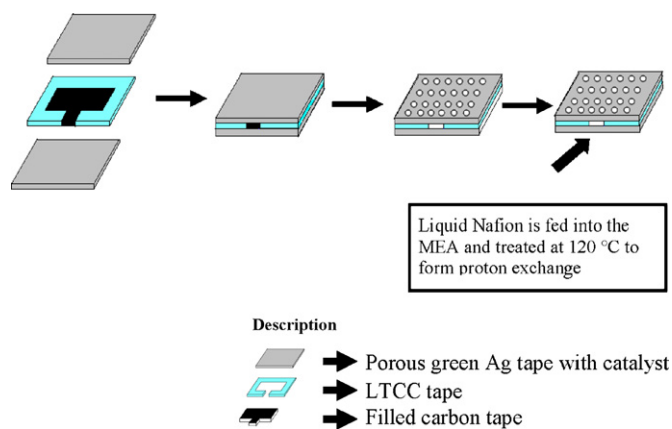 Liquid Nafion is fed into the
MEA and treated at 120 °C to
form proton exchange
Description
Porous green Ag tape with catalyst
LTCC tape
Filled carbon tape